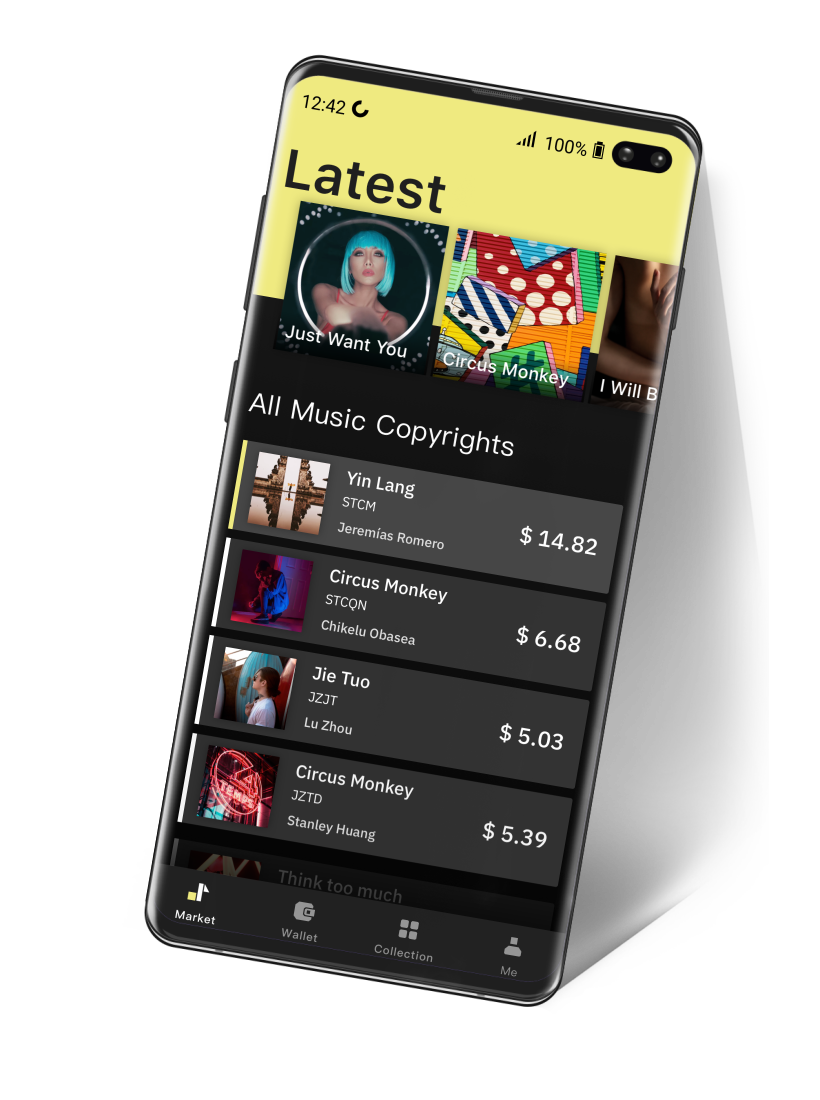 12:42
100%
Latest
Just Want You
Circus Monkey
I Will B
All Music Copyrights
Yin Lang
STCM
Jeremías Romero
$ 14.82
Circus Monkey
STCQN
Chikelu Obasea
$ 6.68
Jie Tuo
JZJT
Lu Zhou
$ 5.03
Circus Monkey
JZTD
Stanley Huang
$ 5.39
Think too much
Market
Wallet
Collection
Me